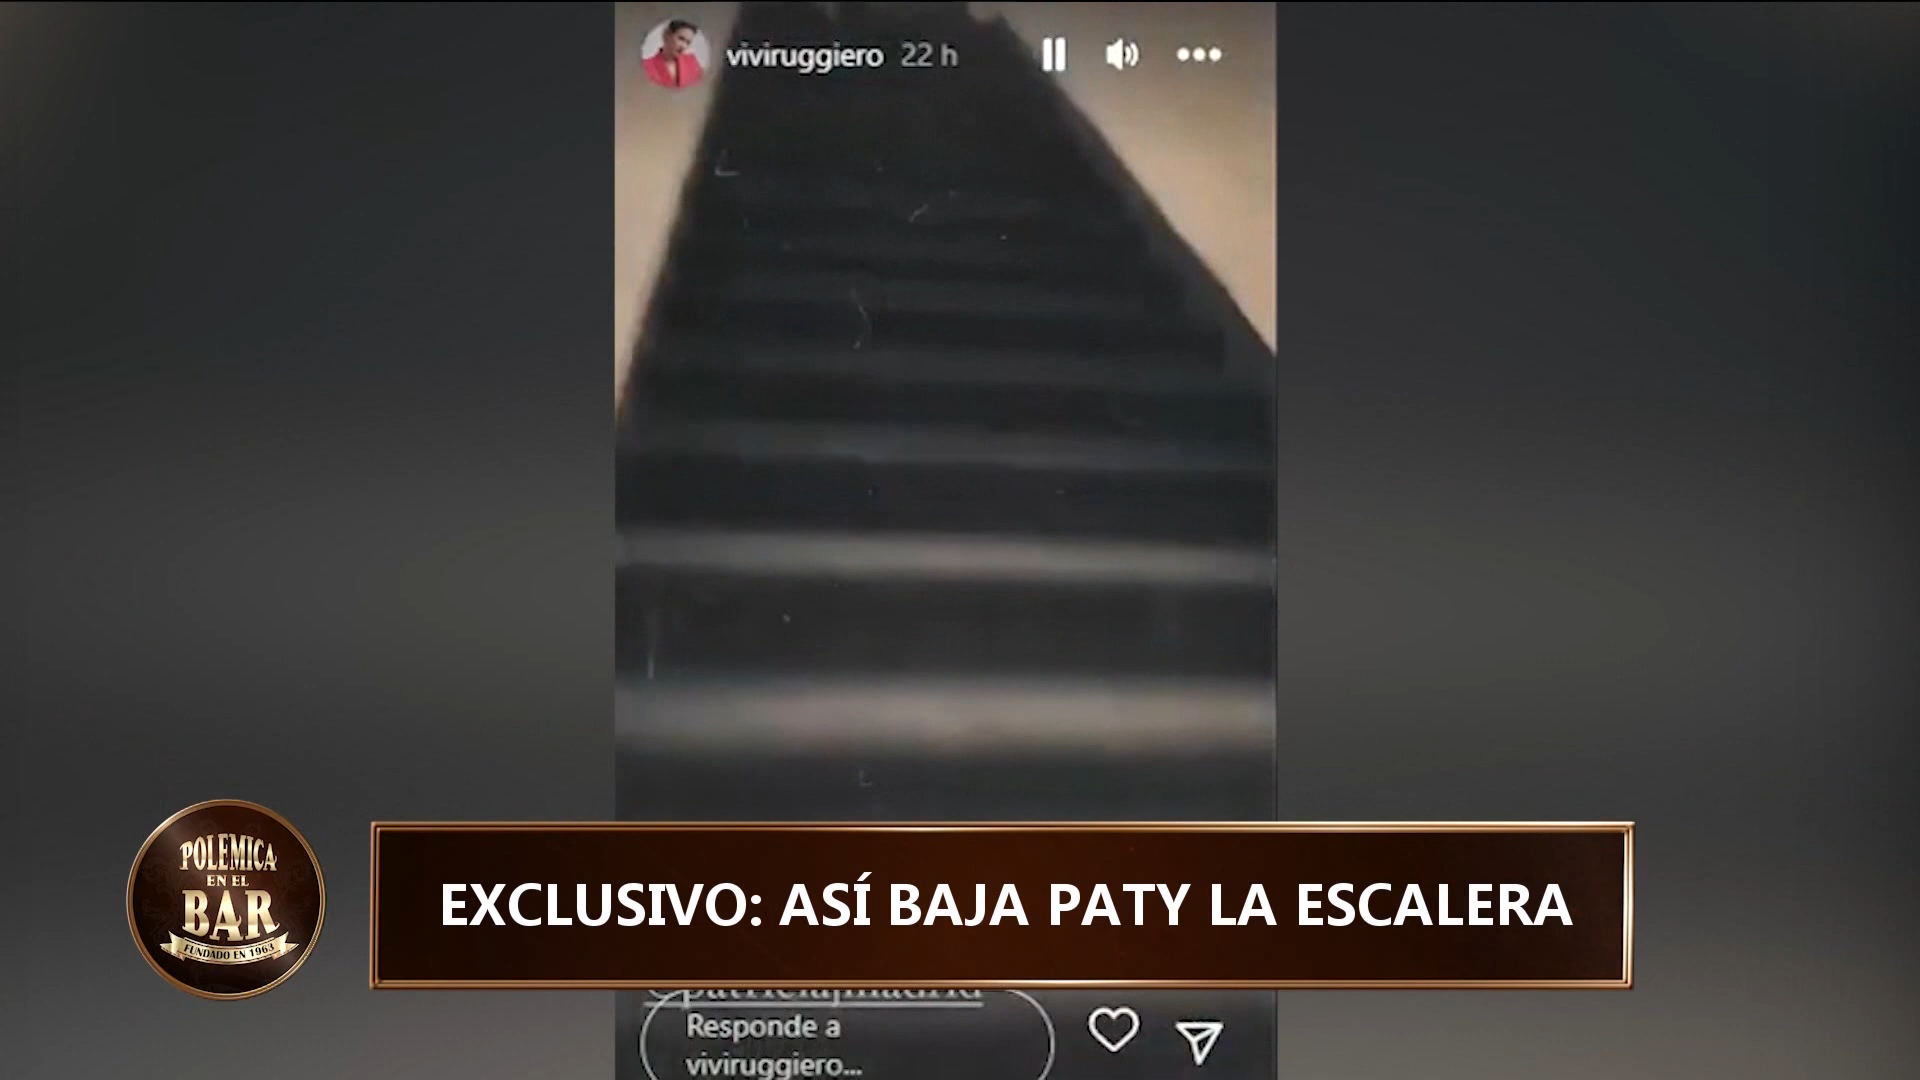 viviruggiero 22 h
POLEMICA
EN EL
BAR
FUNDADO EN 1963
EXCLUSIVO: ASÍ BAJA PATY LA ESCALERA
Responde a
viviruggiero...